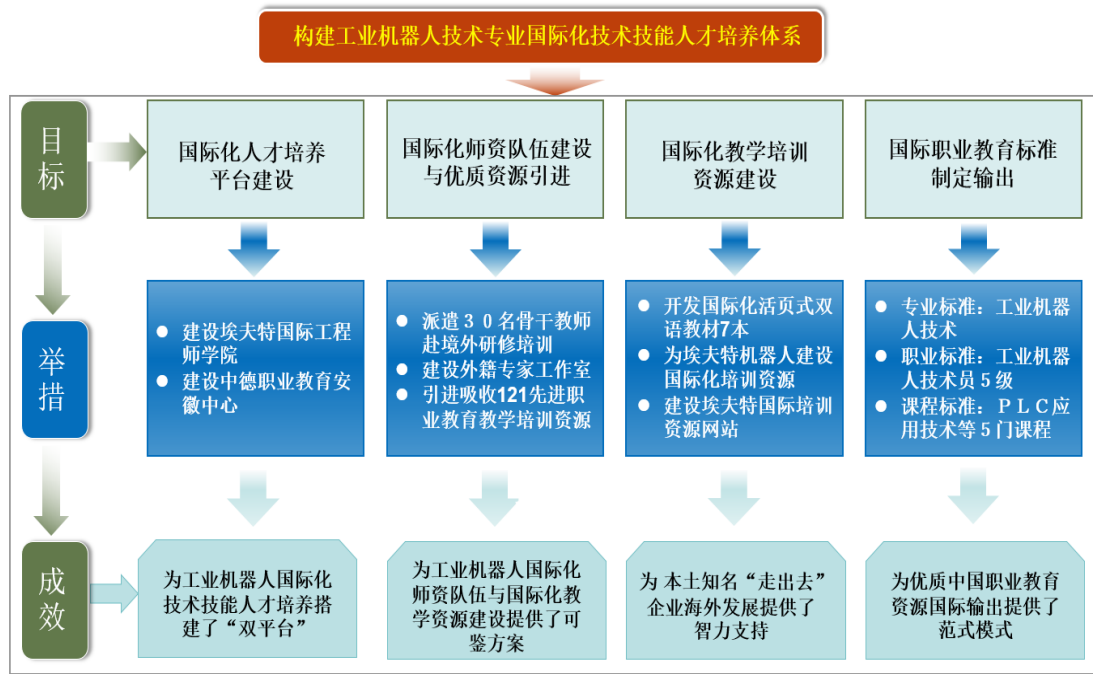 构建工业机器人技术专业国际化技术技能人才培养体系
目
标
国际化人才培养
平台建设
国际化师资队伍建设
与优质资源引进
国际化教学培训
资源建设
国际职业教育标准
制定输出
举
措
● 建设埃夫特国际工程
师学院
● 建设中德职业教育安
徽中心
● 派遣３０名骨干教师
赴境外研修培训
● 建设外籍专家工作室
● 引进吸收121先进职
业教育教学培训资源
● 开发国际化活页式双
语教材7本
● 为埃夫特机器人建设
国际化培训资源
● 建设埃夫特国际培训
资源网站
● 专业标准：工业机器
人技术
● 职业标准：工业机器
人技术员５级
● 课程标准：ＰＬＣ应
用技术等５门课程
成
效
为工业机器人国际化
技术技能人才培养搭
建了“双平台”
为工业机器人国际化
师资队伍与国际化教
学资源建设提供了可
鉴方案
为 本土知名“走出去”
企业海外发展提供了
智力支持
为优质中国职业教育
资源国际输出提供了
范式模式